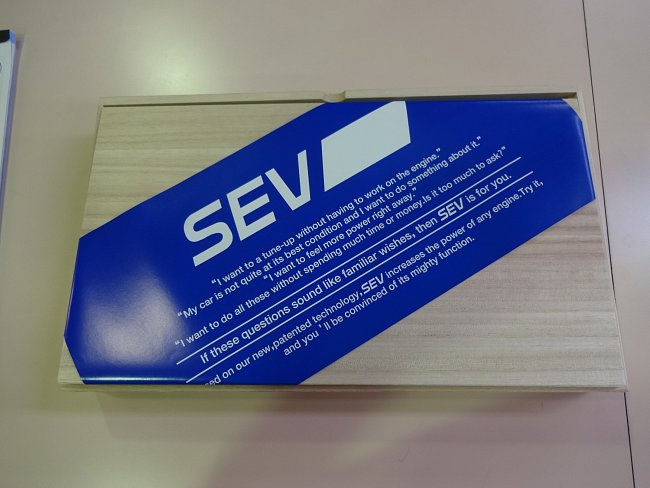 SEV
"I want to a tune-up without having to work on the engine."
"My car is not quite at its best condition and I want to do something about it."
"I want to feel more power right away."
"I want to do all these without spending much time or money.Is it too much to ask?"
If these questions sound like familiar wishes, then SEV is for you.
on our new,patented technology,SEV increases the power of any engine.Try it,
and you'll be convinced of its mighty function.